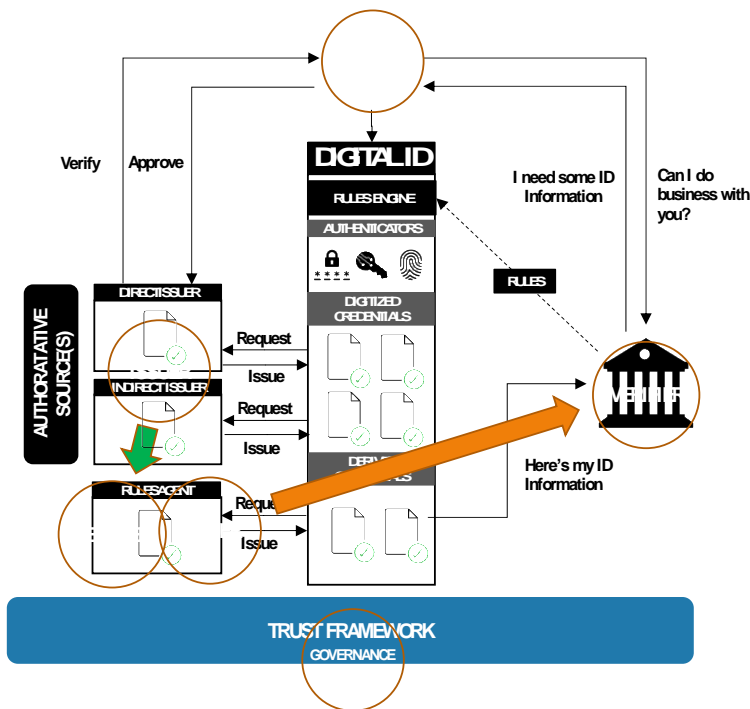 Verify
Approve
DIGITAL ID
RULES ENGINE
AUTHENTICATORS
****
I need some ID
Information
Can I do
business with
you?
RULES
AUTHORATATIVE
SOURCE(S)
DIRECT ISSUER
DIGITIZED
CREDENTIALS
Request
Issue
INDIRECT ISSUER
Request
Issue
VERIFIER
Here's my ID
Information
RULES AGENT
Issue
TRUST FRAMEWORK
GOVERNANCE